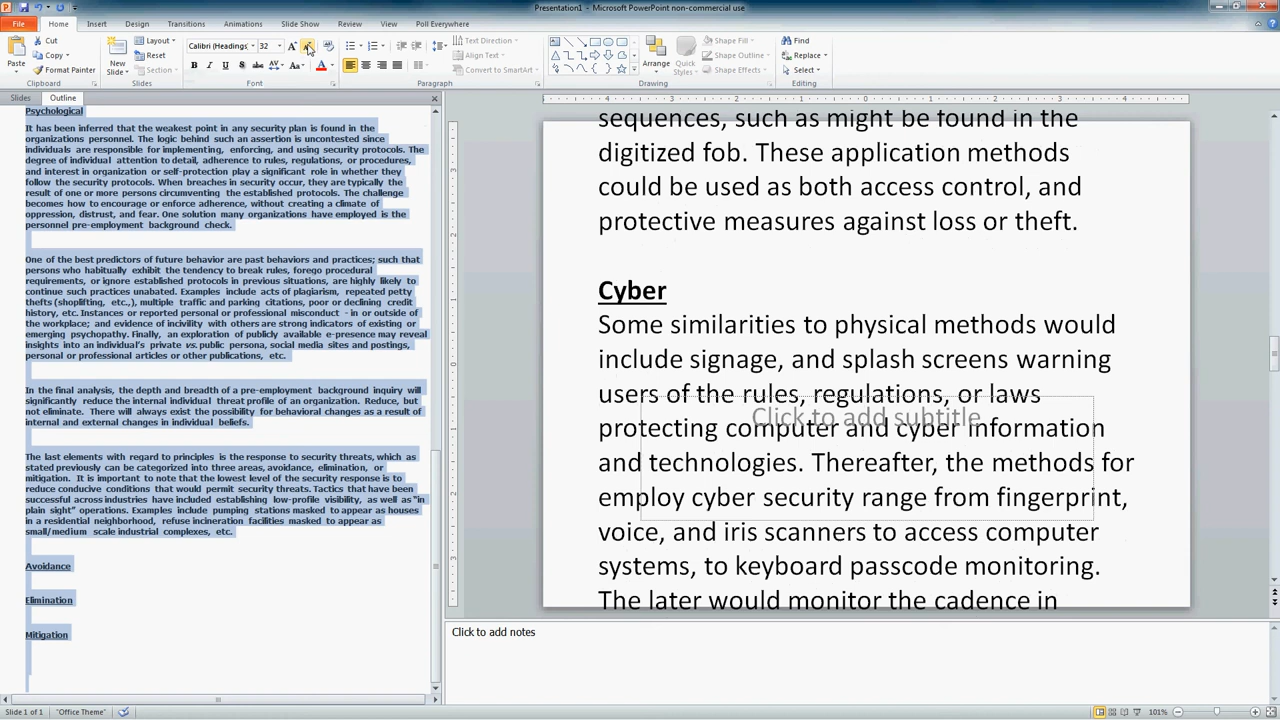 Presentation1 - Microsoft PowerPoint non-commercial use
File Home Insert Design Transitions Animations Slide Show Review View Poll Everywhere
Paste
Cut
Copy
Format Painter
Clipboard
New
Slide
Layout
Reset
Section
Slides
Calibri (Headings) 32
Font
Paragraph
Text Direction
Align Text
Convert to SmartArt
Arrange
Quick
Styles
Shape Fill
Shape Outline
Shape Effects
Drawing
Find
Replace
Select
Editing
Slides Outline
Psychological
It has been inferred that the weakest point in any security plan is found in the
organizations personnel. The logic behind such an assertion is uncontested since
individuals are responsible for implementing, enforcing, and using security protocols. The
degree of individual attention to detail, adherence to rules, regulations, or procedures,
and interest in organization or self-protection play a significant role in whether they
follow the security protocols. When breaches in security occur, they are typically the
result of one or more persons circumventing the established protocols. The challenge
becomes how to encourage or enforce adherence, without creating a climate of
oppression, distrust, and fear. One solution many organizations have employed is the
personnel pre-employment background check.
One of the best predictors of future behavior are past behaviors and practices; such that
persons who habitually exhibit the tendency to break rules, forego procedural
requirements, or ignore established protocols in previous situations, are highly likely to
continue such practices unabated. Examples include acts of plagiarism, repeated petty
thefts (shoplifting, etc.,), multiple traffic and parking citations, poor or declining credit
history, etc. Instances or reported personal or professional misconduct - in or outside of
the workplace; and evidence of incivility with others are strong indicators of existing or
emerging psychopathy. Finally, an exploration of publicly available e-presence may reveal
insights into an individual's private vs. public persona, social media sites and postings,
personal or professional articles or other publications, etc.
In the final analysis, the depth and breadth of a pre-employment background inquiry will
significantly reduce the internal individual threat profile of an organization. Reduce, but
not eliminate. There will always exist the possibility for behavioral changes as a result of
internal and external changes in individual beliefs.
The last elements with regard to principles is the response to security threats, which as
stated previously can be categorized into three areas, avoidance, elimination, or
mitigation. It is important to note that the lowest level of the security response is to
reduce conducive conditions that would permit security threats. Tactics that have been
successful across industries have included establishing low-profile visibility, as well as "in
plain sight" operations. Examples include pumping stations masked to appear as houses
in a residential neighborhood, refuse incineration facilities masked to appear as
small/medium scale industrial complexes, etc.
Avoidance
Elimination
Mitigation
sequences, such as might be found in the
digitized fob. These application methods
could be used as both access control, and
protective measures against loss or theft.
Cyber
Some similarities to physical methods would
include signage, and splash screens warning
users of the rules, regulations, or laws
Click to add subtitle
protecting computer and cyber information
and technologies. Thereafter, the methods for
employ cyber security range from fingerprint,
voice, and iris scanners to access computer
systems, to keyboard passcode monitoring.
The later would monitor the cadence in
Click to add notes
Slide 1 of 1 "Office Theme" 101%